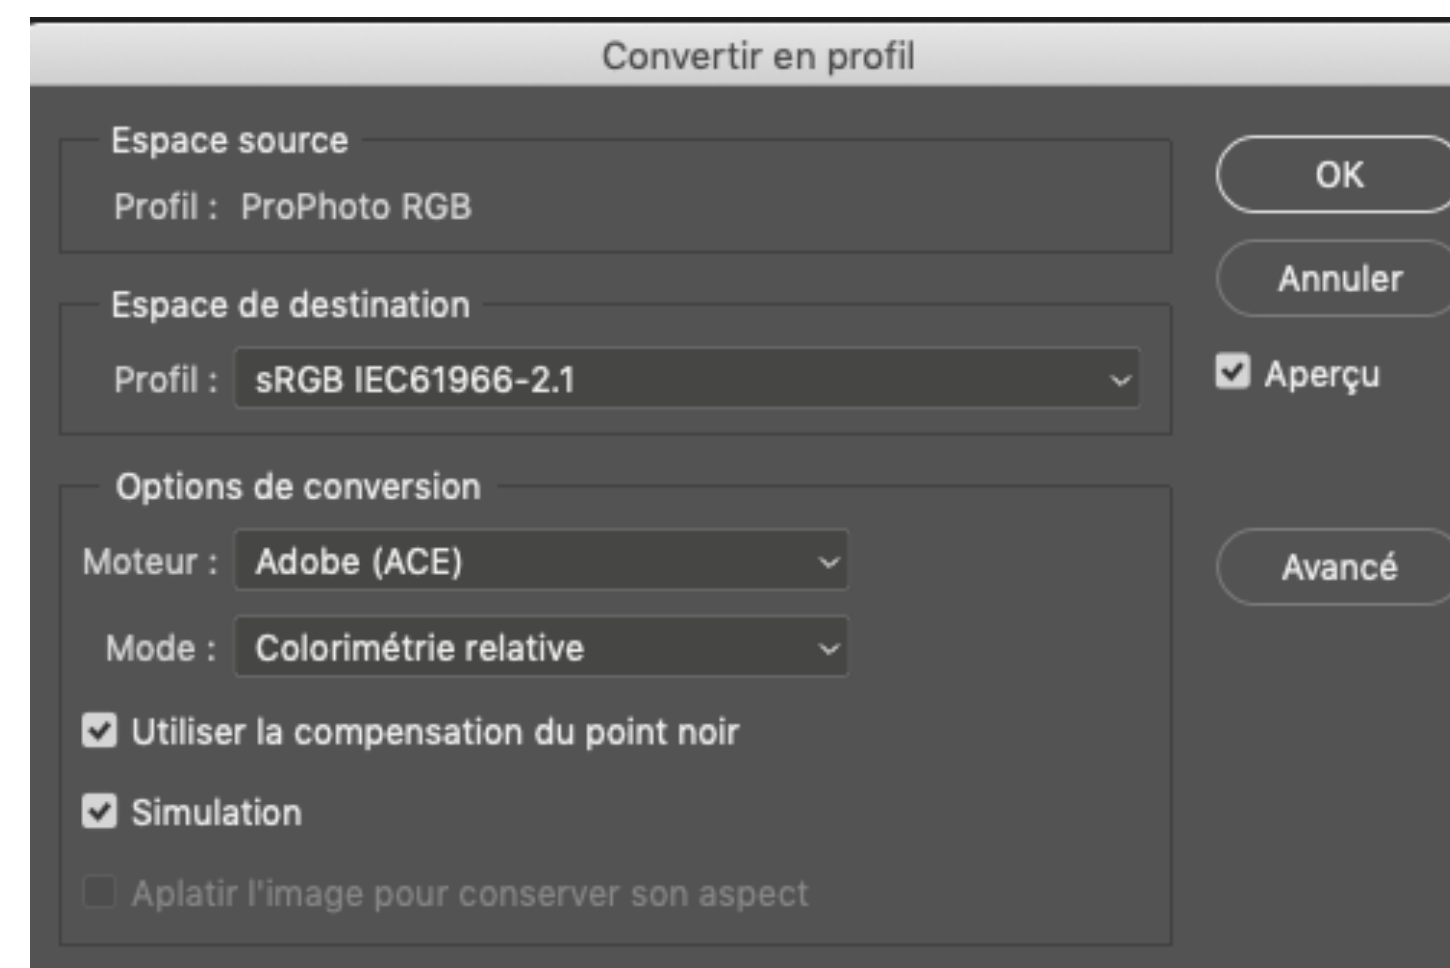 Convertir en profil
Espace source
OK
Profil : ProPhoto RGB
Annuler
Espace de destination
Profil : sRGB IEC61966-2.1
Aperçu
Options de conversion
Moteur : Adobe (ACE)
Avancé
Mode : Colorimétrie relative
Utiliser la compensation du point noir
Simulation
Aplatir l'image pour conserver son aspect